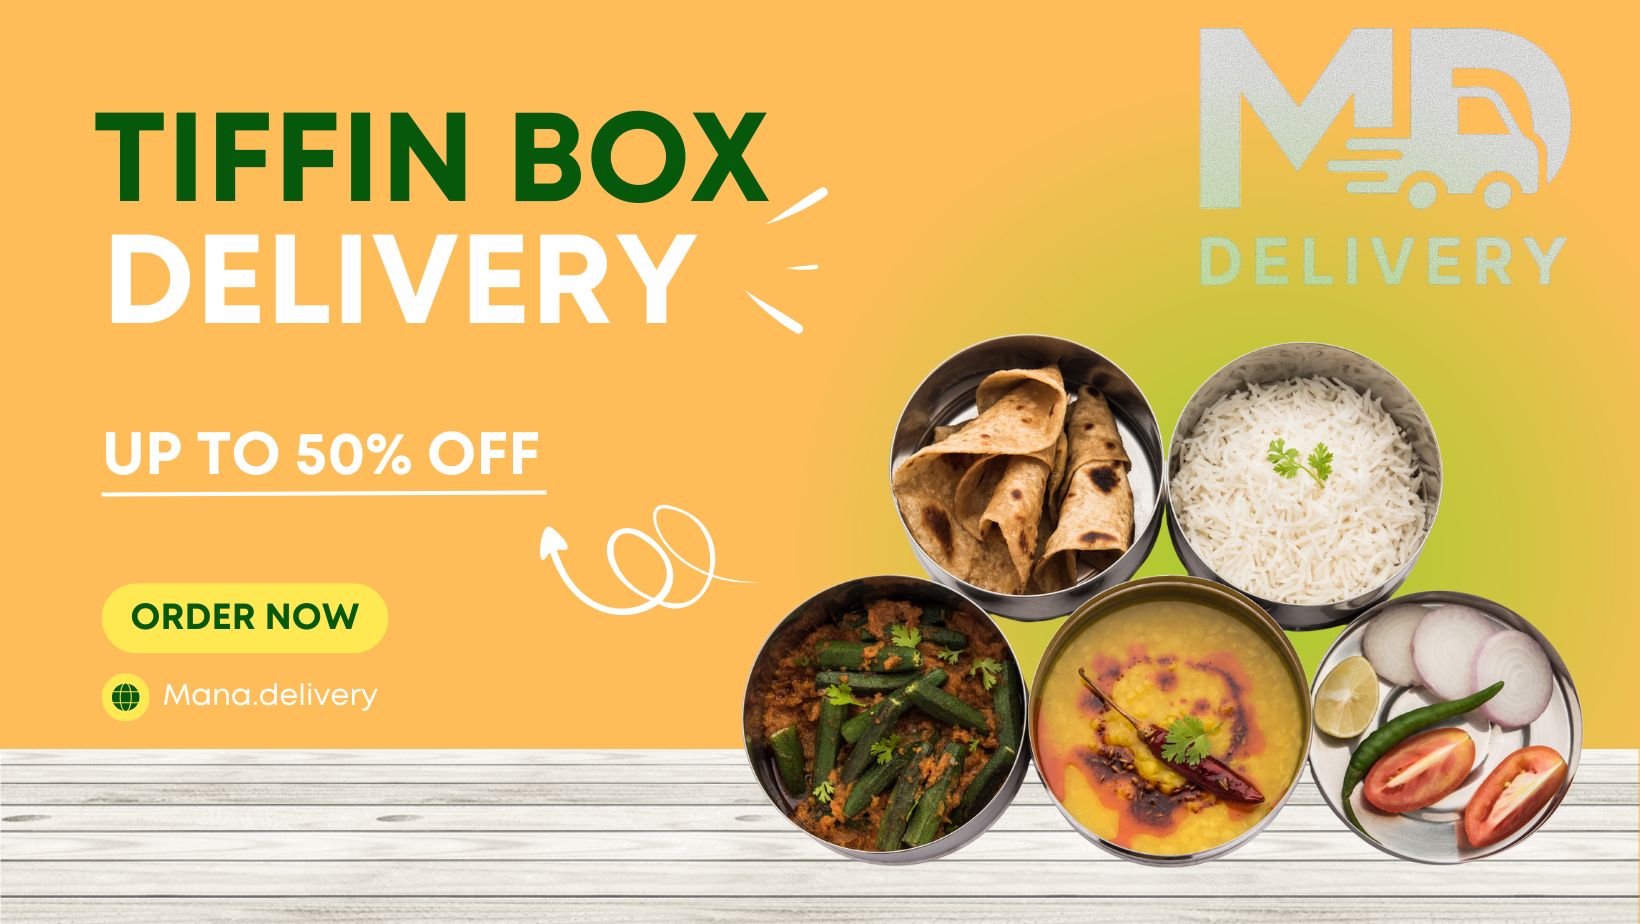 TIFFIN BOX
DELIVERY
UP TO 50% OFF
ORDER NOW
Mana.delivery
MD
DELIVERY